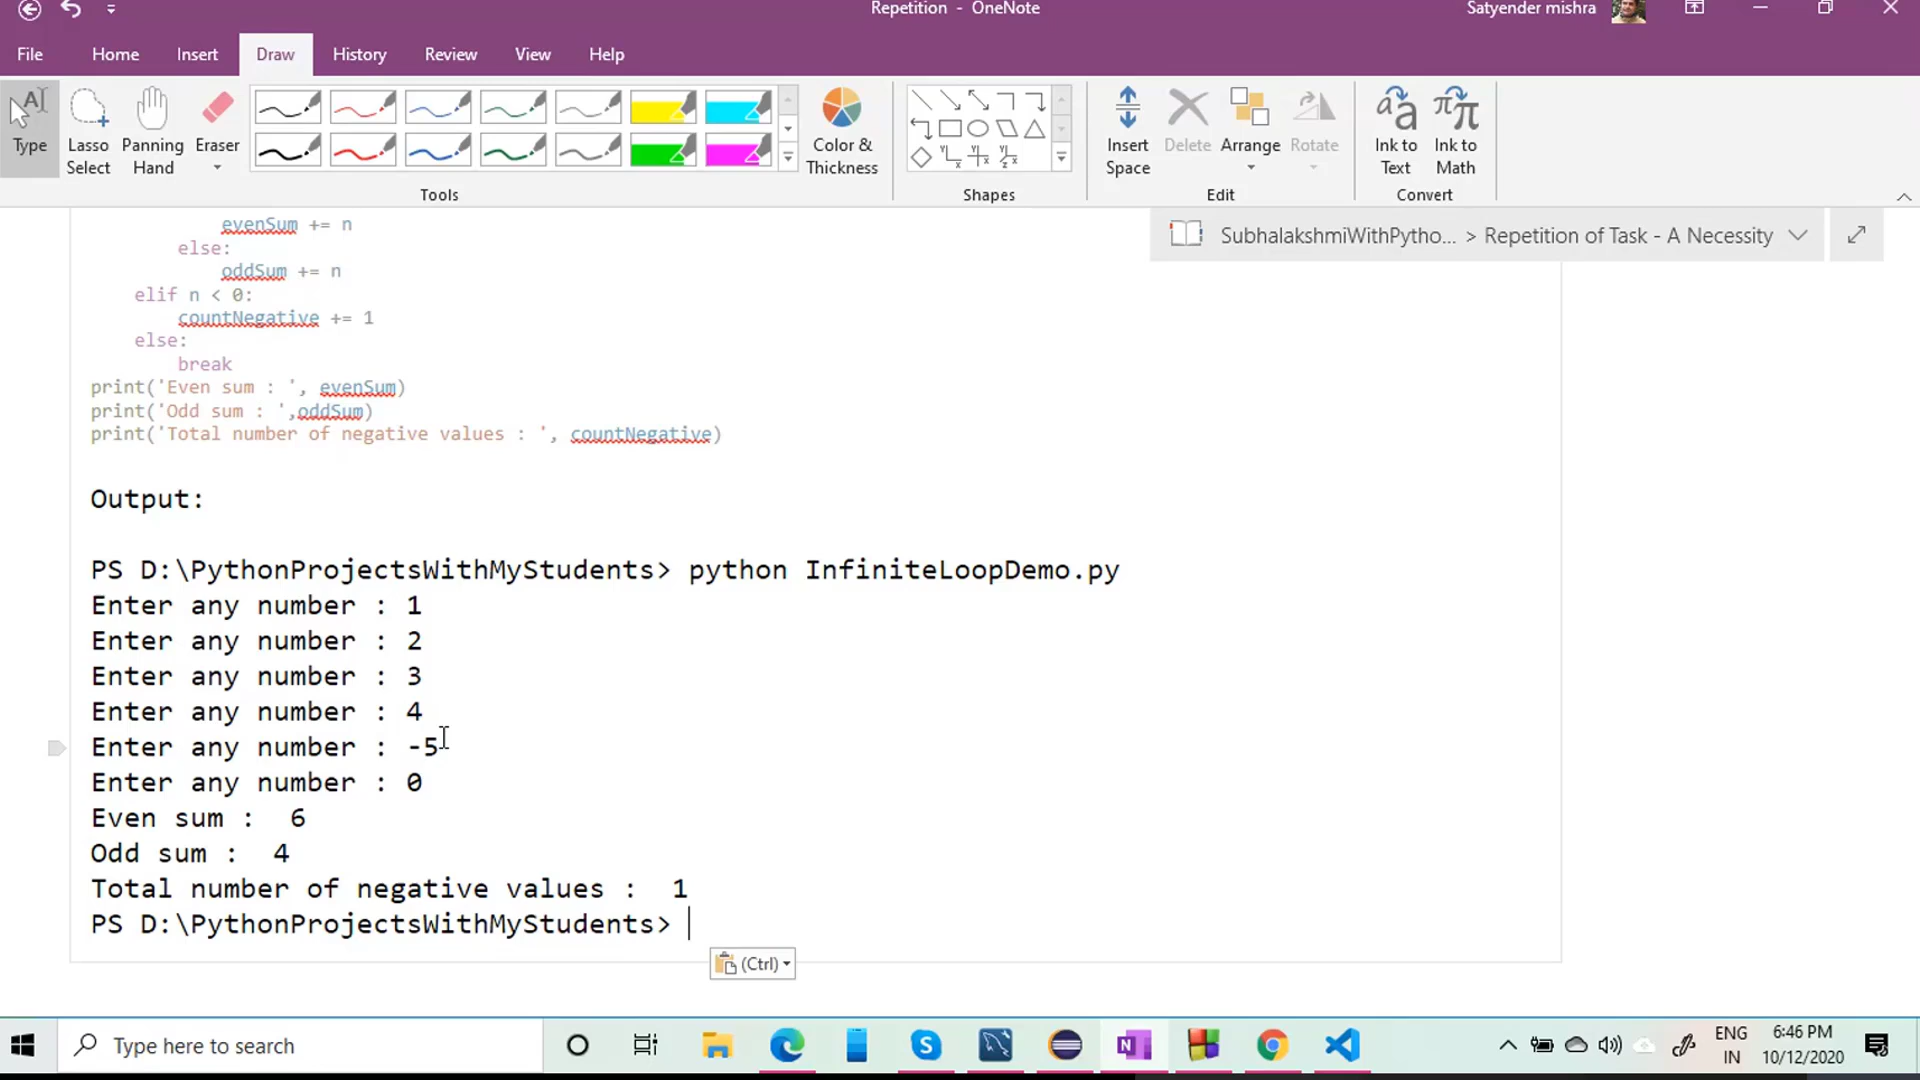 Repetition - OneNote
Satyender mishra
File Home Insert Draw History Review View Help
Type
Lasso Select
Panning Hand
Eraser
Color & Thickness
Insert Space
Delete
Arrange
Rotate
Ink to Text
Ink to Math
Tools
Shapes
Edit
Convert
SubhalakshmiWithPytho... > Repetition of Task - A Necessity
evenSum += n
else:
oddSum += n
elif n < 0:
countNegative += 1
else:
break
print('Even sum : ', evenSum)
print('Odd sum : ',oddSum)
print('Total number of negative values : ', countNegative)
Output:
PS D:\PythonProjectsWithMyStudents> python InfiniteLoopDemo.py
Enter any number : 1
Enter any number : 2
Enter any number : 3
Enter any number : 4
Enter any number : -5
Enter any number : 0
Even sum :  6
Odd sum :  4
Total number of negative values :  1
PS D:\PythonProjectsWithMyStudents>
(Ctrl)
Type here to search
ENG
IN
6:46 PM
10/12/2020